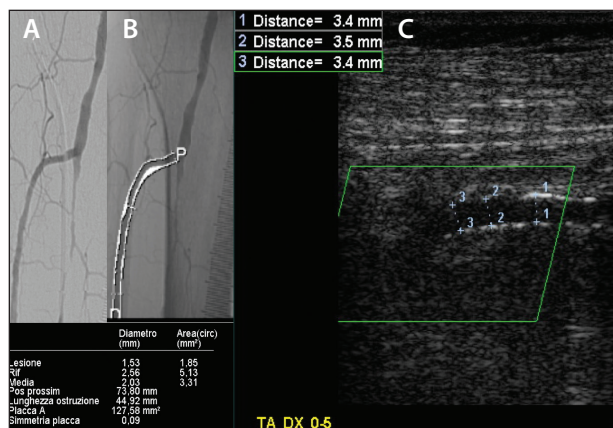 A
B
1 Distance= 3.4 mm
2 Distance= 3.5 mm
3 Distance= 3.4 mm
C
P
D
3 2 1
3 2 1
Diametro (mm) Area(circ) (mm²)
Lesione 1,53 1,85
Rif 2,56 5,13
Media 2,03 3,31
Pos prossim 73,80 mm
Lunghezza ostruzione 44,92 mm
Placca A 127,58 mm²
Simmetria placca 0,09
TA DX 0-5